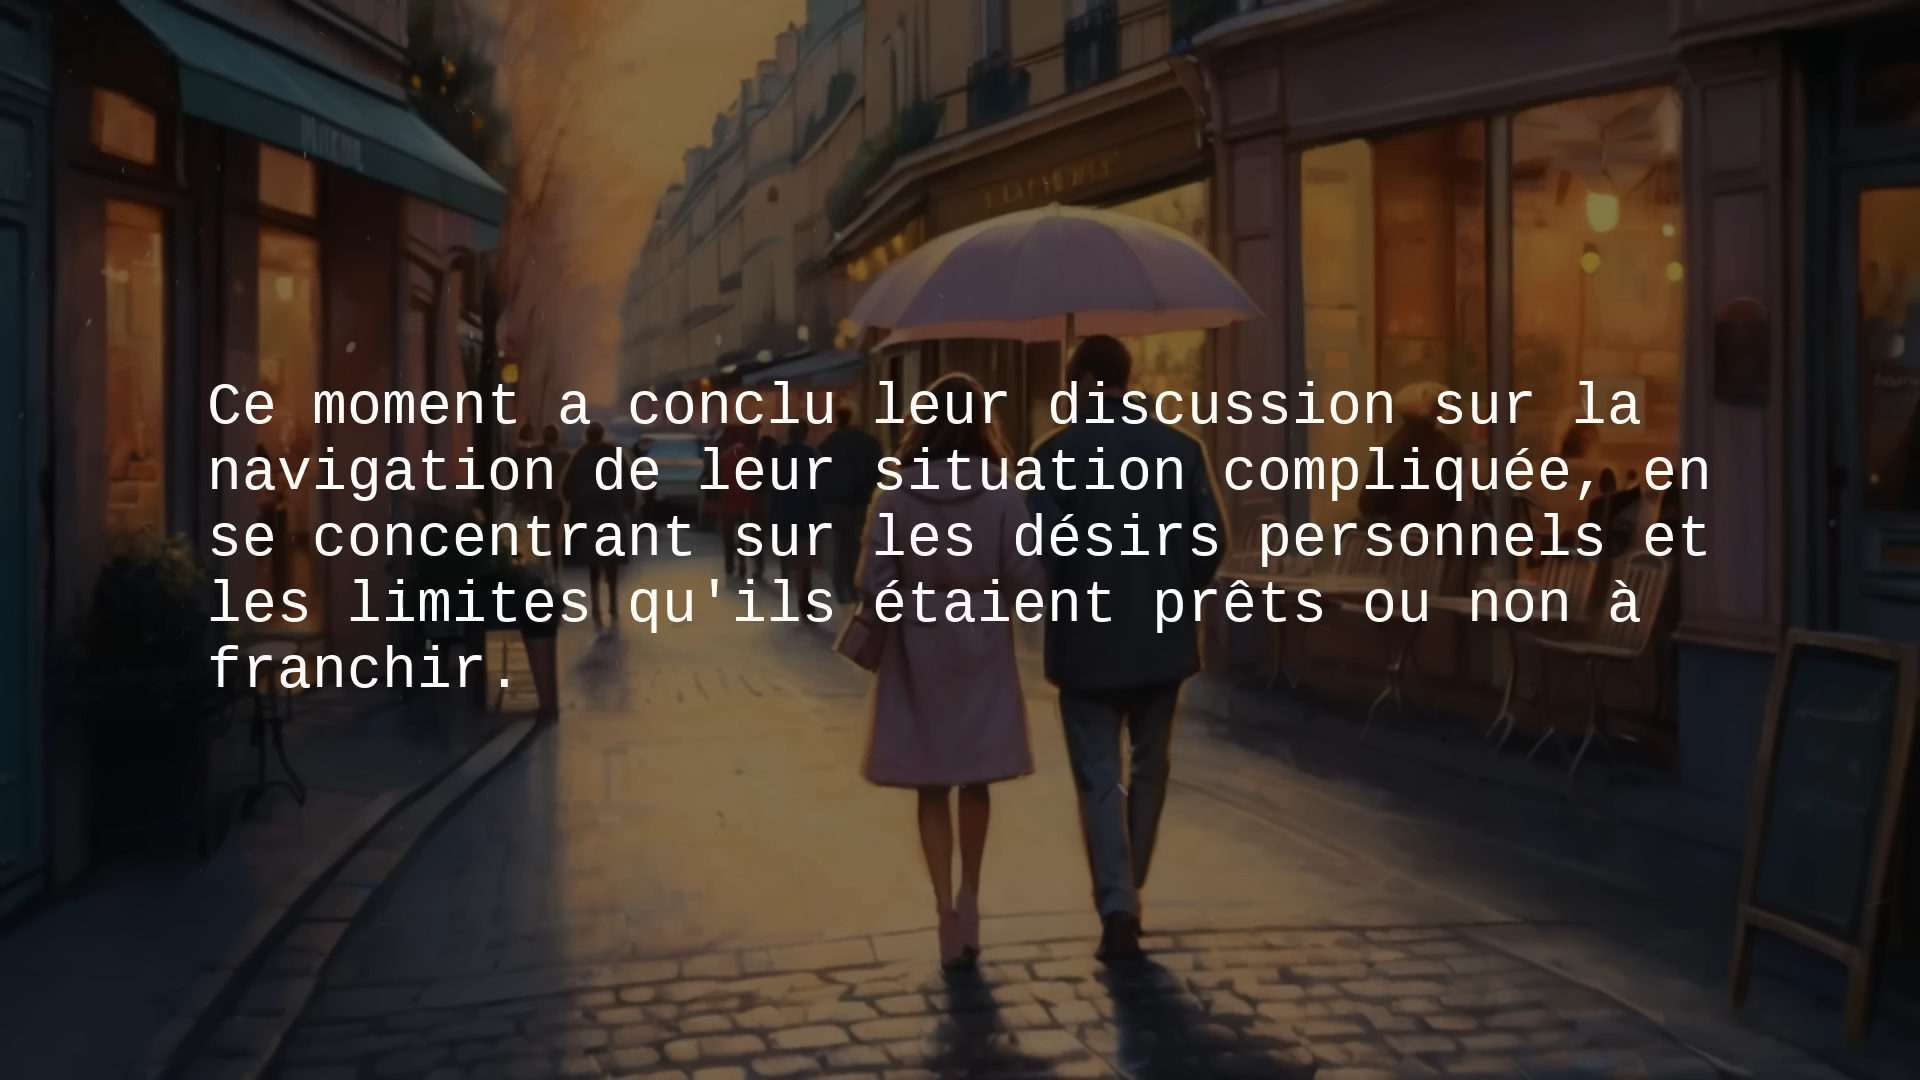 Ce moment a conclu leur discussion sur la
navigation de leur situation compliquée, en
se concentrant sur les désirs personnels et
les limites qu'ils étaient prêts ou non à
franchir.